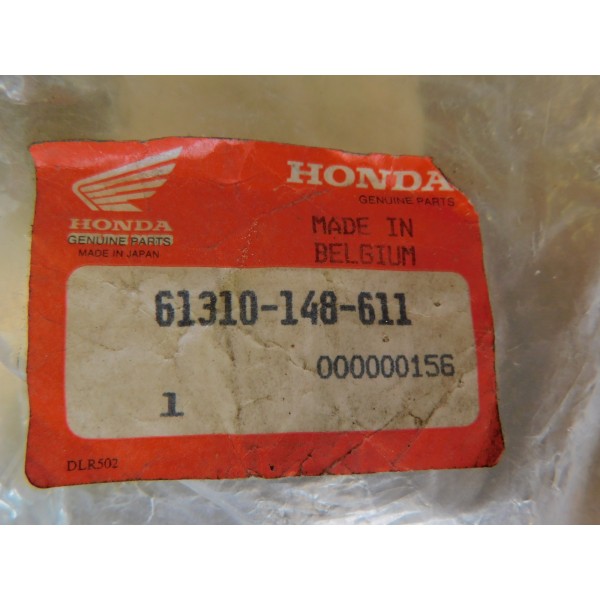 HONDA
GENUINE PARTS
MADE IN JAPAN
HONDA
GENUINE PARTS
MADE IN
BELGIUM
61310-148-611
000000156
1
DLR502